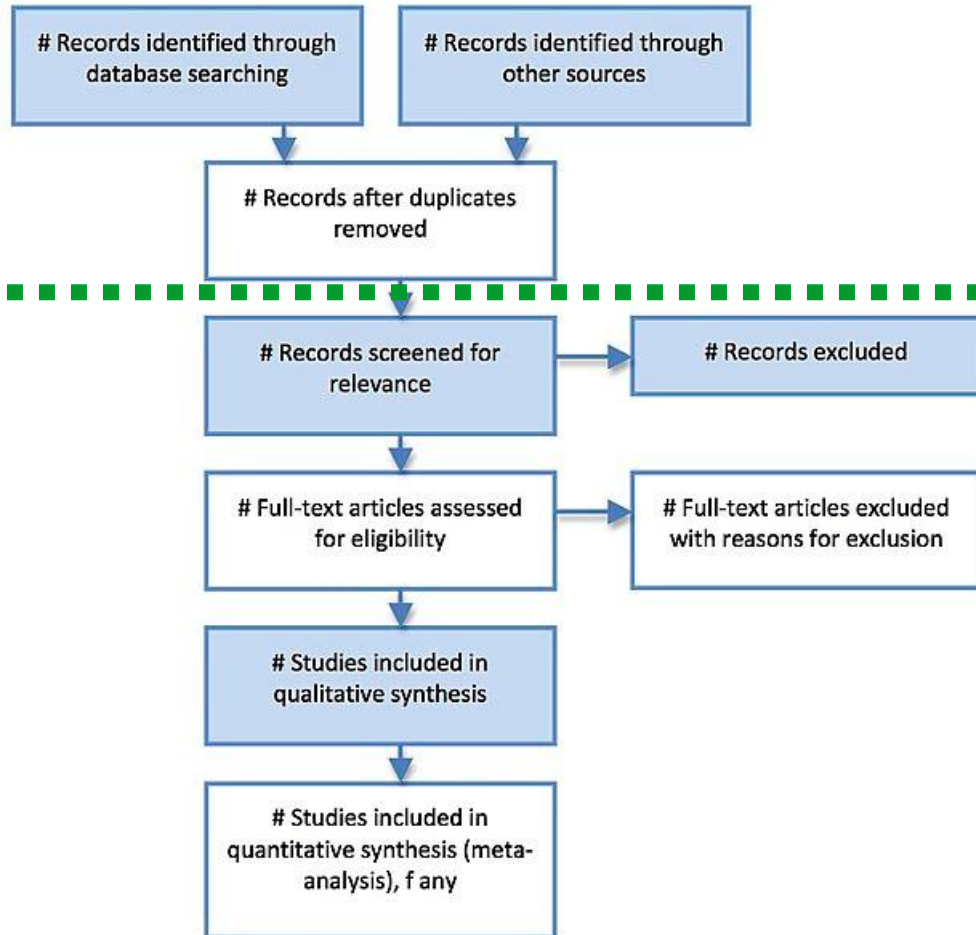 # Records identified through
database searching
# Records identified through
other sources
# Records after duplicates
removed
# Records screened for
relevance
# Records excluded
# Full-text articles assessed
for eligibility
# Full-text articles excluded
with reasons for exclusion
# Studies included in
qualitative synthesis
# Studies included in
quantitative synthesis (meta-
analysis), f any